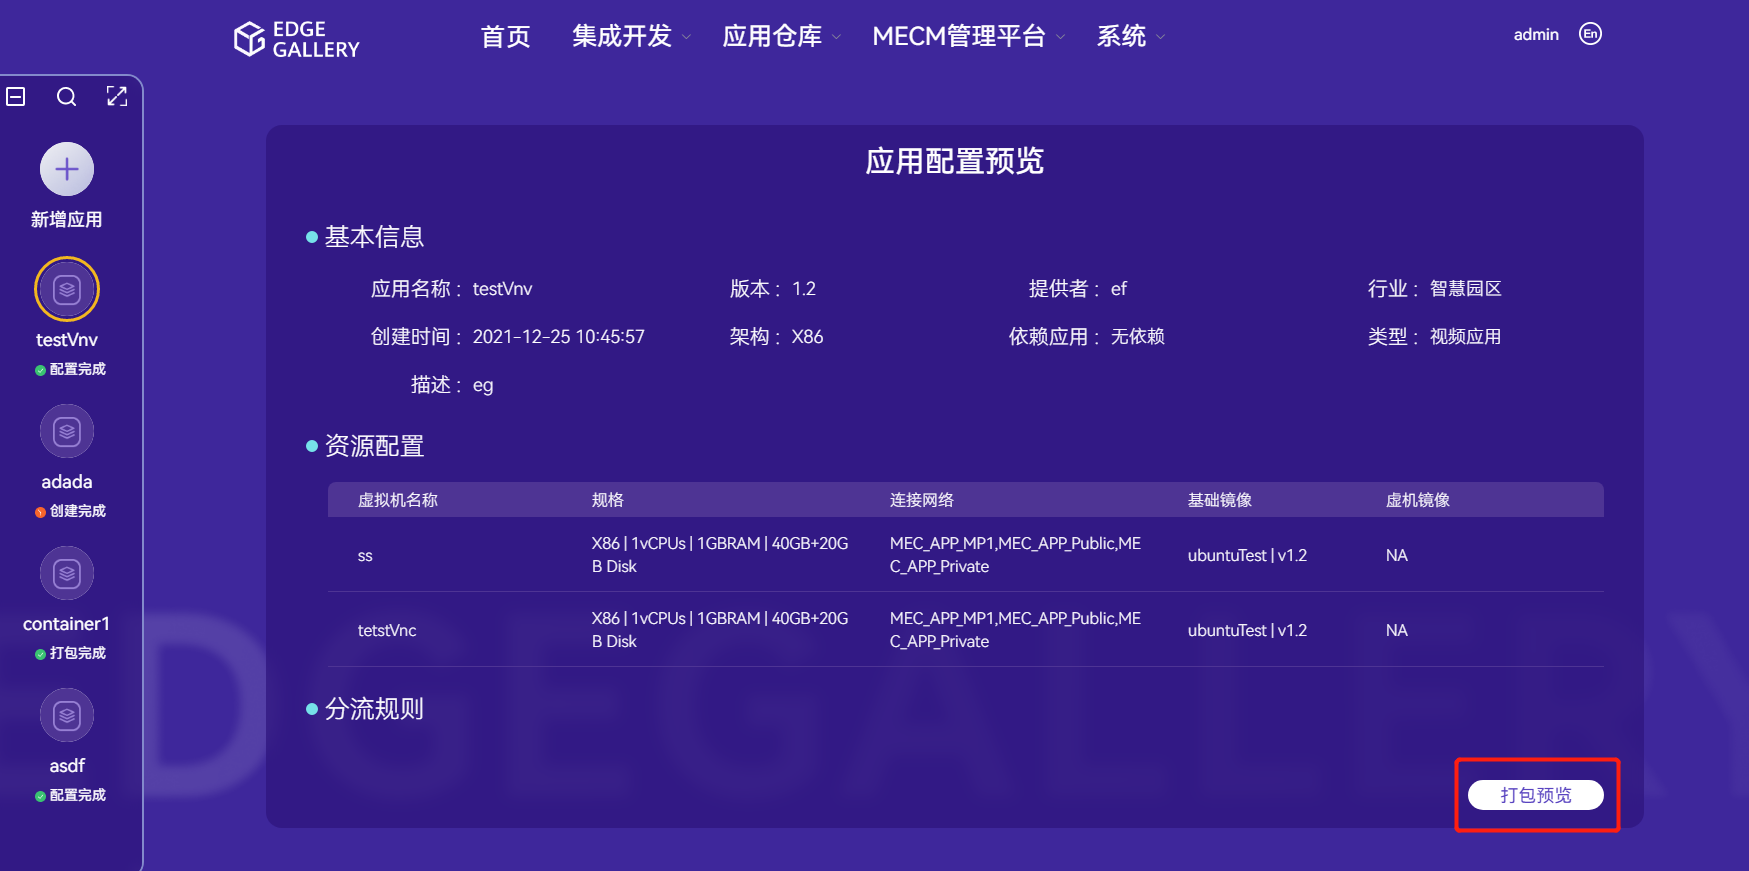 EDGE
GALLERY
首页 集成开发 应用仓库 MECM管理平台 系统
admin En
新增应用
testVnv
配置完成
adada
创建完成
container1
打包完成
asdf
配置完成
应用配置预览
基本信息
应用名称： testVnv 版本： 1.2 提供者： ef 行业： 智慧园区
创建时间： 2021-12-25 10:45:57 架构： X86 依赖应用： 无依赖 类型： 视频应用
描述： eg
资源配置
虚拟机名称 规格 连接网络 基础镜像 虚机镜像
ss X86 | 1vCPUs | 1GBRAM | 40GB+20G MEC_APP_MP1,MEC_APP_Public,ME ubuntuTest | v1.2 NA
B Disk C_APP_Private
tetstVnc X86 | 1vCPUs | 1GBRAM | 40GB+20G MEC_APP_MP1,MEC_APP_Public,ME ubuntuTest | v1.2 NA
B Disk C_APP_Private
分流规则
打包预览
EDGEGALLERY